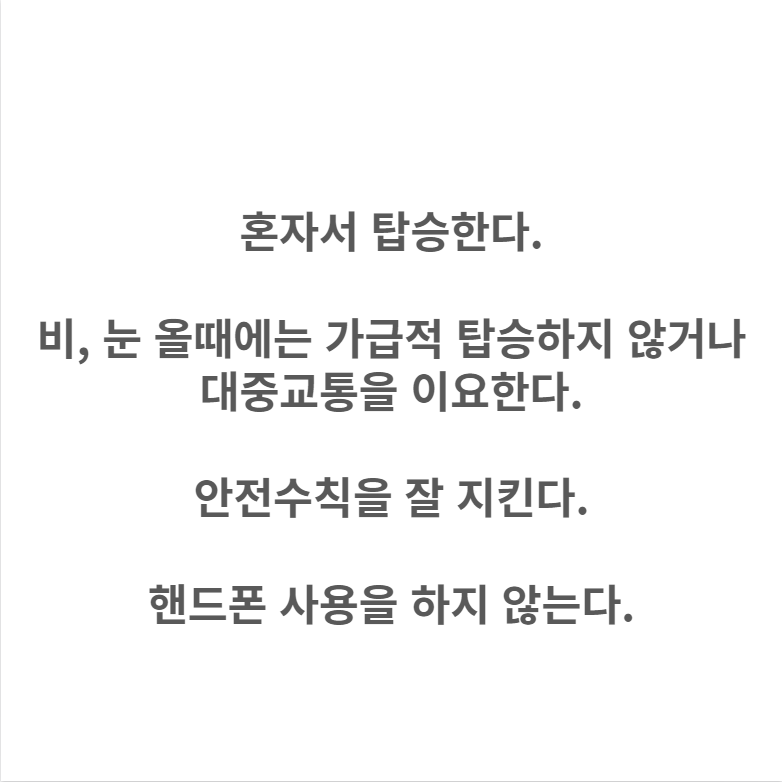 혼자서 탑승한다.
비, 눈 올때에는 가급적 탑승하지 않거나
대중교통을 이요한다.
안전수칙을 잘 지킨다.
핸드폰 사용을 하지 않는다.